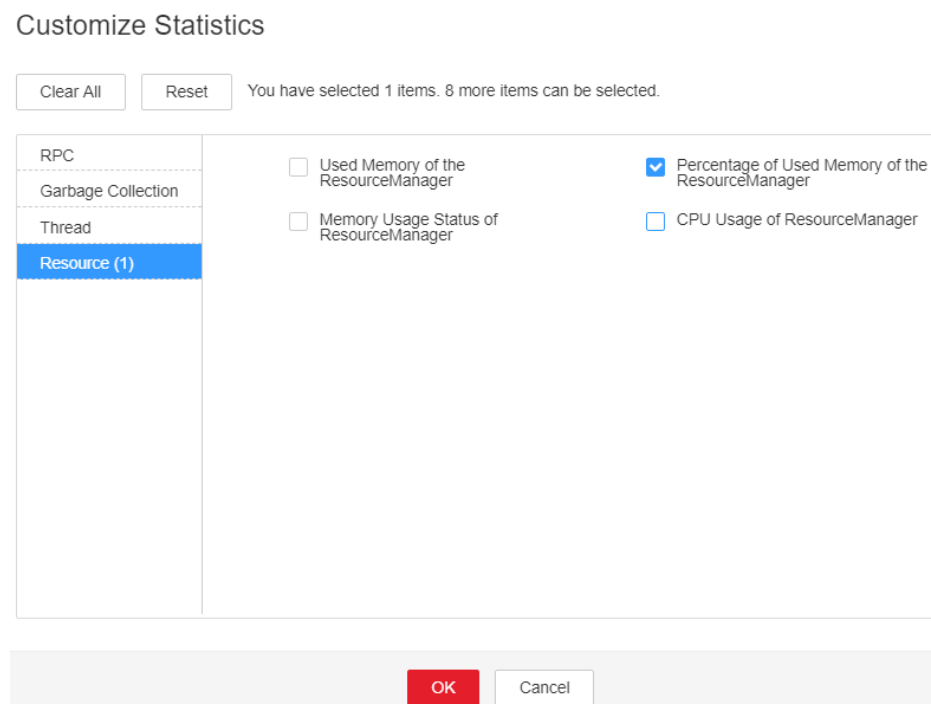 Customize Statistics
Clear All
Reset
You have selected 1 items. 8 more items can be selected.
RPC
Garbage Collection
Thread
Resource (1)
Used Memory of the
ResourceManager
Percentage of Used Memory of the
ResourceManager
Memory Usage Status of
ResourceManager
CPU Usage of ResourceManager
OK
Cancel